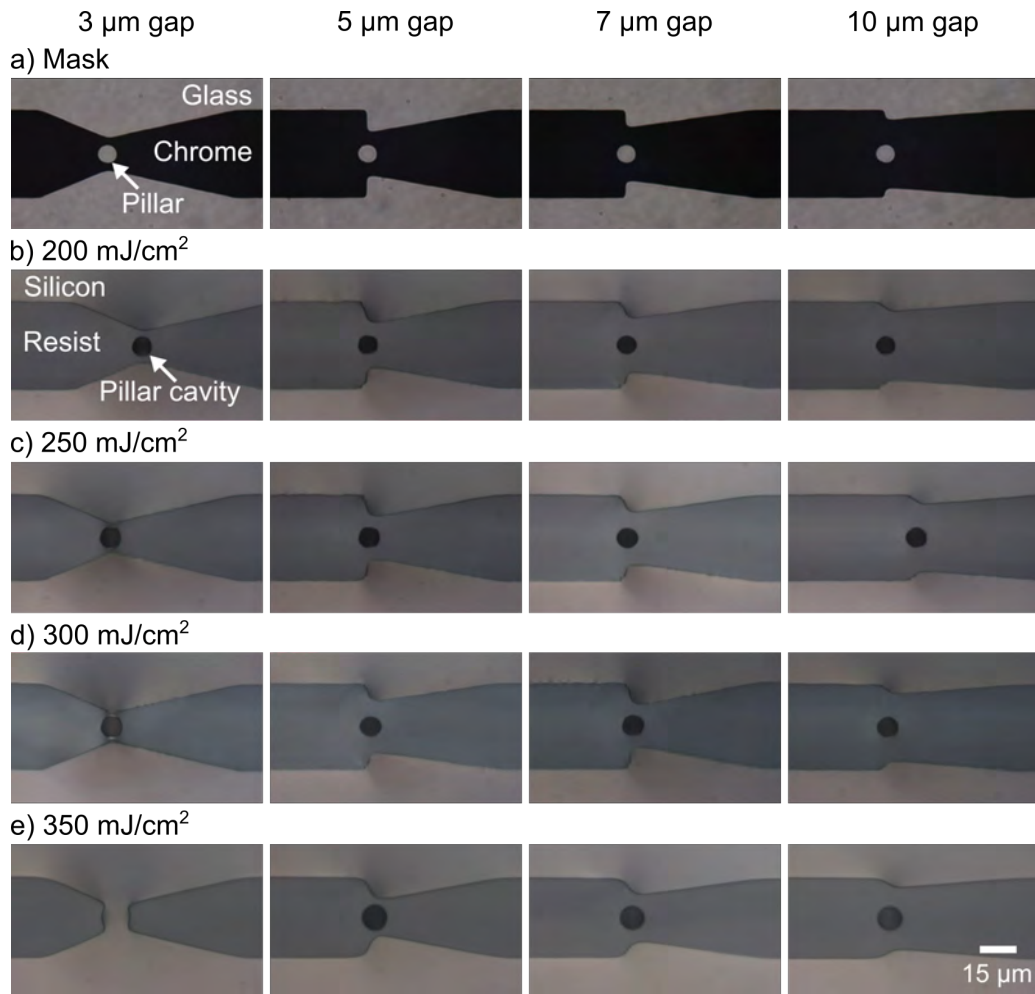 3 µm gap 5 µm gap 7 µm gap 10 µm gap
a) Mask
Glass
Chrome
Pillar
b) 200 mJ/cm²
Silicon
Resist
Pillar cavity
c) 250 mJ/cm²
d) 300 mJ/cm²
e) 350 mJ/cm²
15 µm